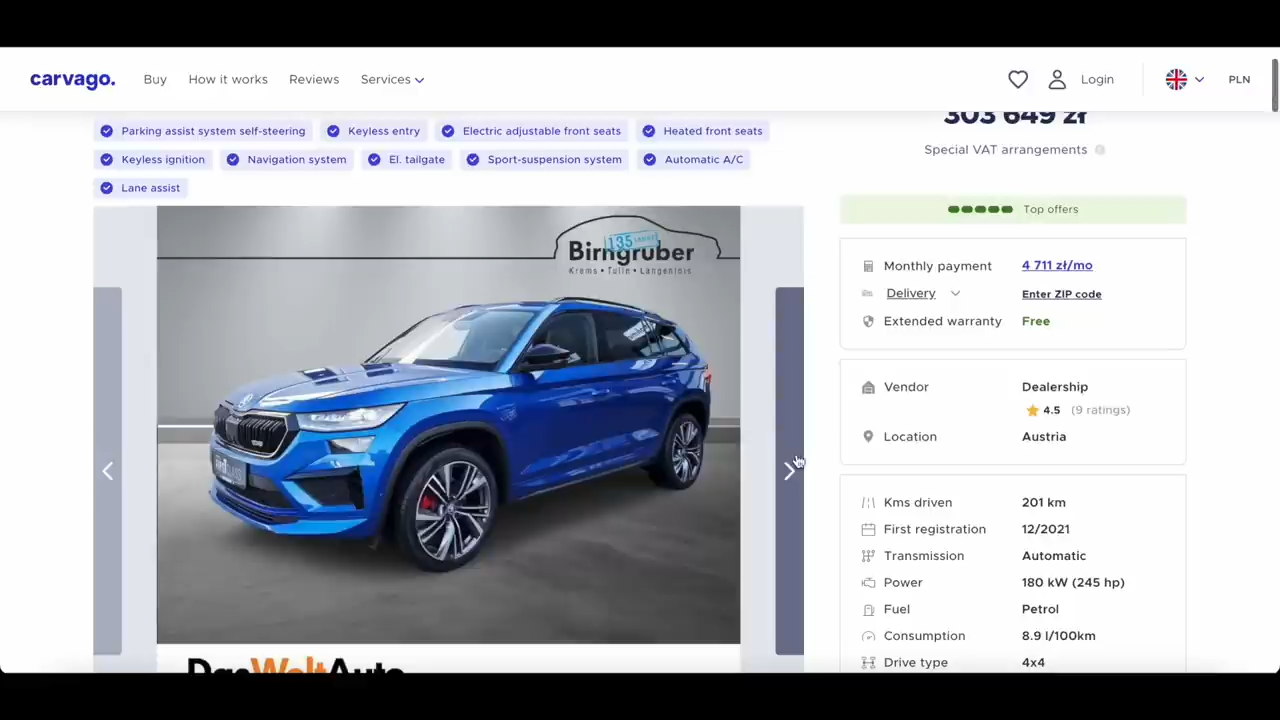 carvago. Buy How it works Reviews Services Login PLN
Parking assist system self-steering Keyless entry Electric adjustable front seats Heated front seats
Keyless ignition Navigation system El. tailgate Sport-suspension system Automatic A/C
Lane assist
303 649 zł
Special VAT arrangements
Top offers
Monthly payment 4 711 zł/mo
Delivery Enter ZIP code
Extended warranty Free
Vendor Dealership
4.5 (9 ratings)
Location Austria
Kms driven 201 km
First registration 12/2021
Transmission Automatic
Power 180 kW (245 hp)
Fuel Petrol
Consumption 8.9 l/100km
Drive type 4x4
135
Birngruber
Krems • Tulln • Langenlois
DasWeltAuto